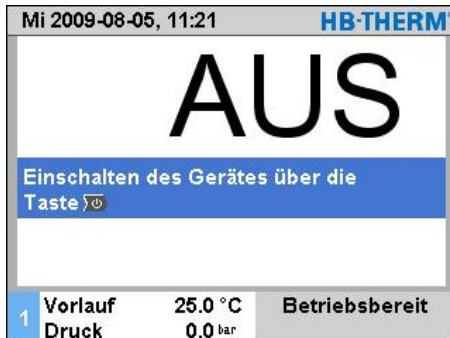 Mi 2009-08-05, 11:21 HB-THERM
AUS
Einschalten des Gerätes über die
Taste
1 Vorlauf 25.0 °C Betriebsbereit
Druck 0.0 bar